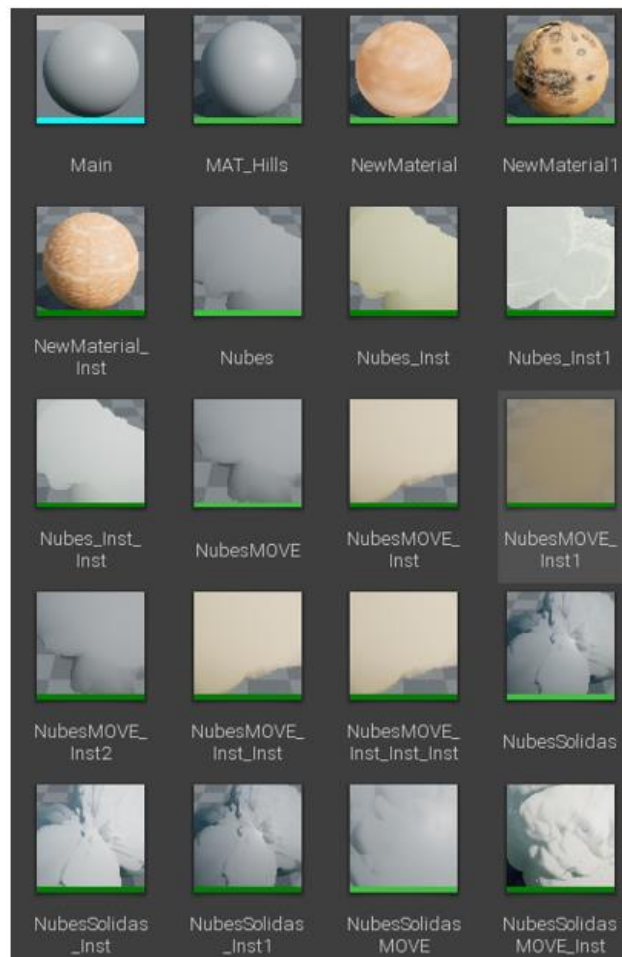 Main
MAT_Hills
NewMaterial
NewMaterial1
NewMaterial_
Inst
Nubes
Nubes_Inst
Nubes_Inst1
Nubes_Inst_
Inst
NubesMOVE
NubesMOVE_
Inst
NubesMOVE_
Inst1
NubesMOVE_
Inst2
NubesMOVE_
Inst_Inst
NubesMOVE_
Inst_Inst_Inst
NubesSolidas
NubesSolidas
_Inst
NubesSolidas
_Inst1
NubesSolidas
MOVE
NubesSolidas
MOVE_Inst